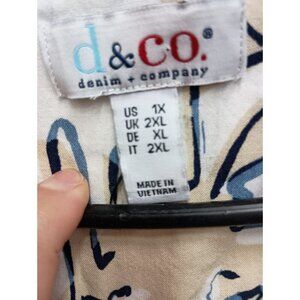 d&co.®
denim + company
US 1X
UK 2XL
DE XL
IT 2XL
MADE IN
VIETNAM